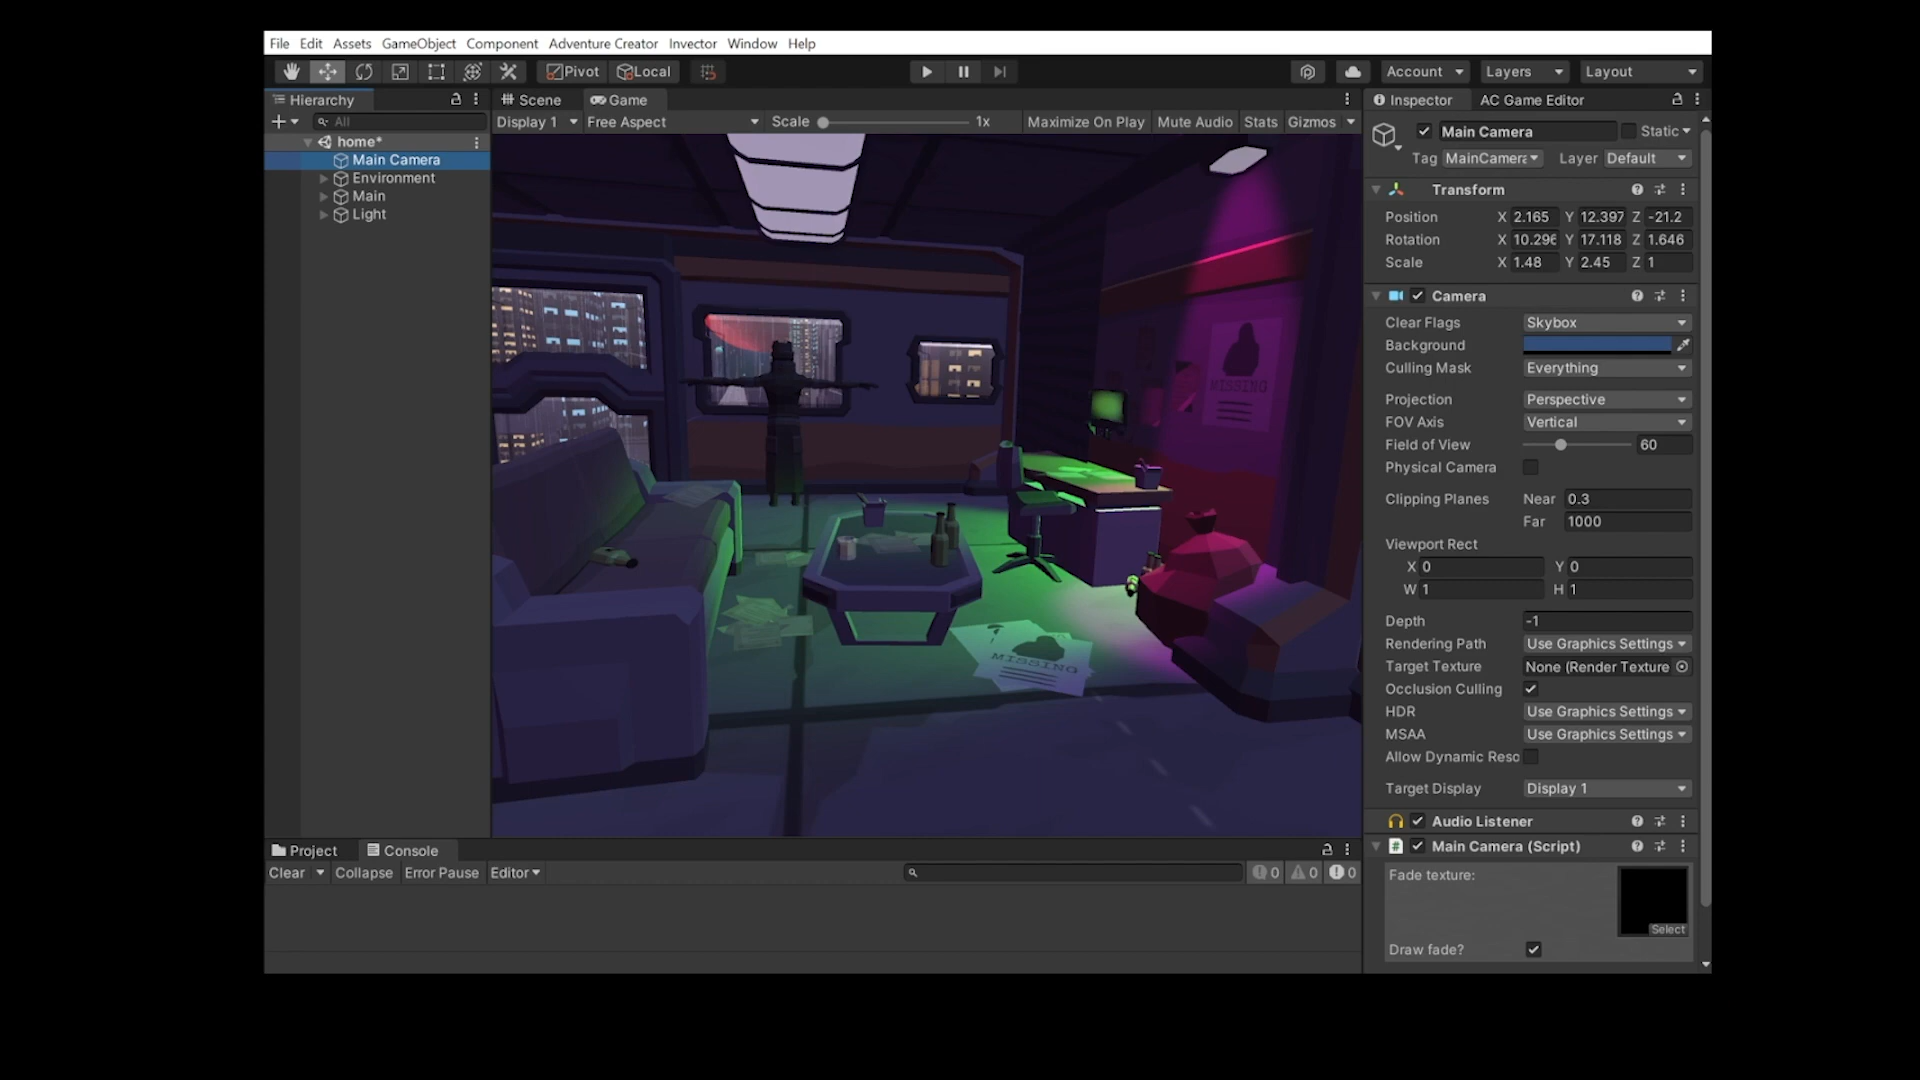 File Edit Assets GameObject Component Adventure Creator Invector Window Help
Pivot Local Account Layers Layout
Hierarchy
All
home*
Main Camera
Environment
Main
Light
Scene Game
Display 1 Free Aspect Scale 1x Maximize On Play Mute Audio Stats Gizmos
MISSING
MISSING
Project Console
Clear Collapse Error Pause Editor 0 0 0
Inspector AC Game Editor
Main Camera Static
Tag MainCamera Layer Default
Transform
Position X 2.165 Y 12.397 Z -21.2
Rotation X 10.296 Y 17.118 Z 1.646
Scale X 1.48 Y 2.45 Z 1
Camera
Clear Flags Skybox
Background
Culling Mask Everything
Projection Perspective
FOV Axis Vertical
Field of View 60
Physical Camera
Clipping Planes Near 0.3
Far 1000
Viewport Rect
X 0 Y 0
W 1 H 1
Depth -1
Rendering Path Use Graphics Settings
Target Texture None (Render Texture
Occlusion Culling
HDR Use Graphics Settings
MSAA Use Graphics Settings
Allow Dynamic Reso
Target Display Display 1
Audio Listener
# Main Camera (Script)
Fade texture:
Select
Draw fade?